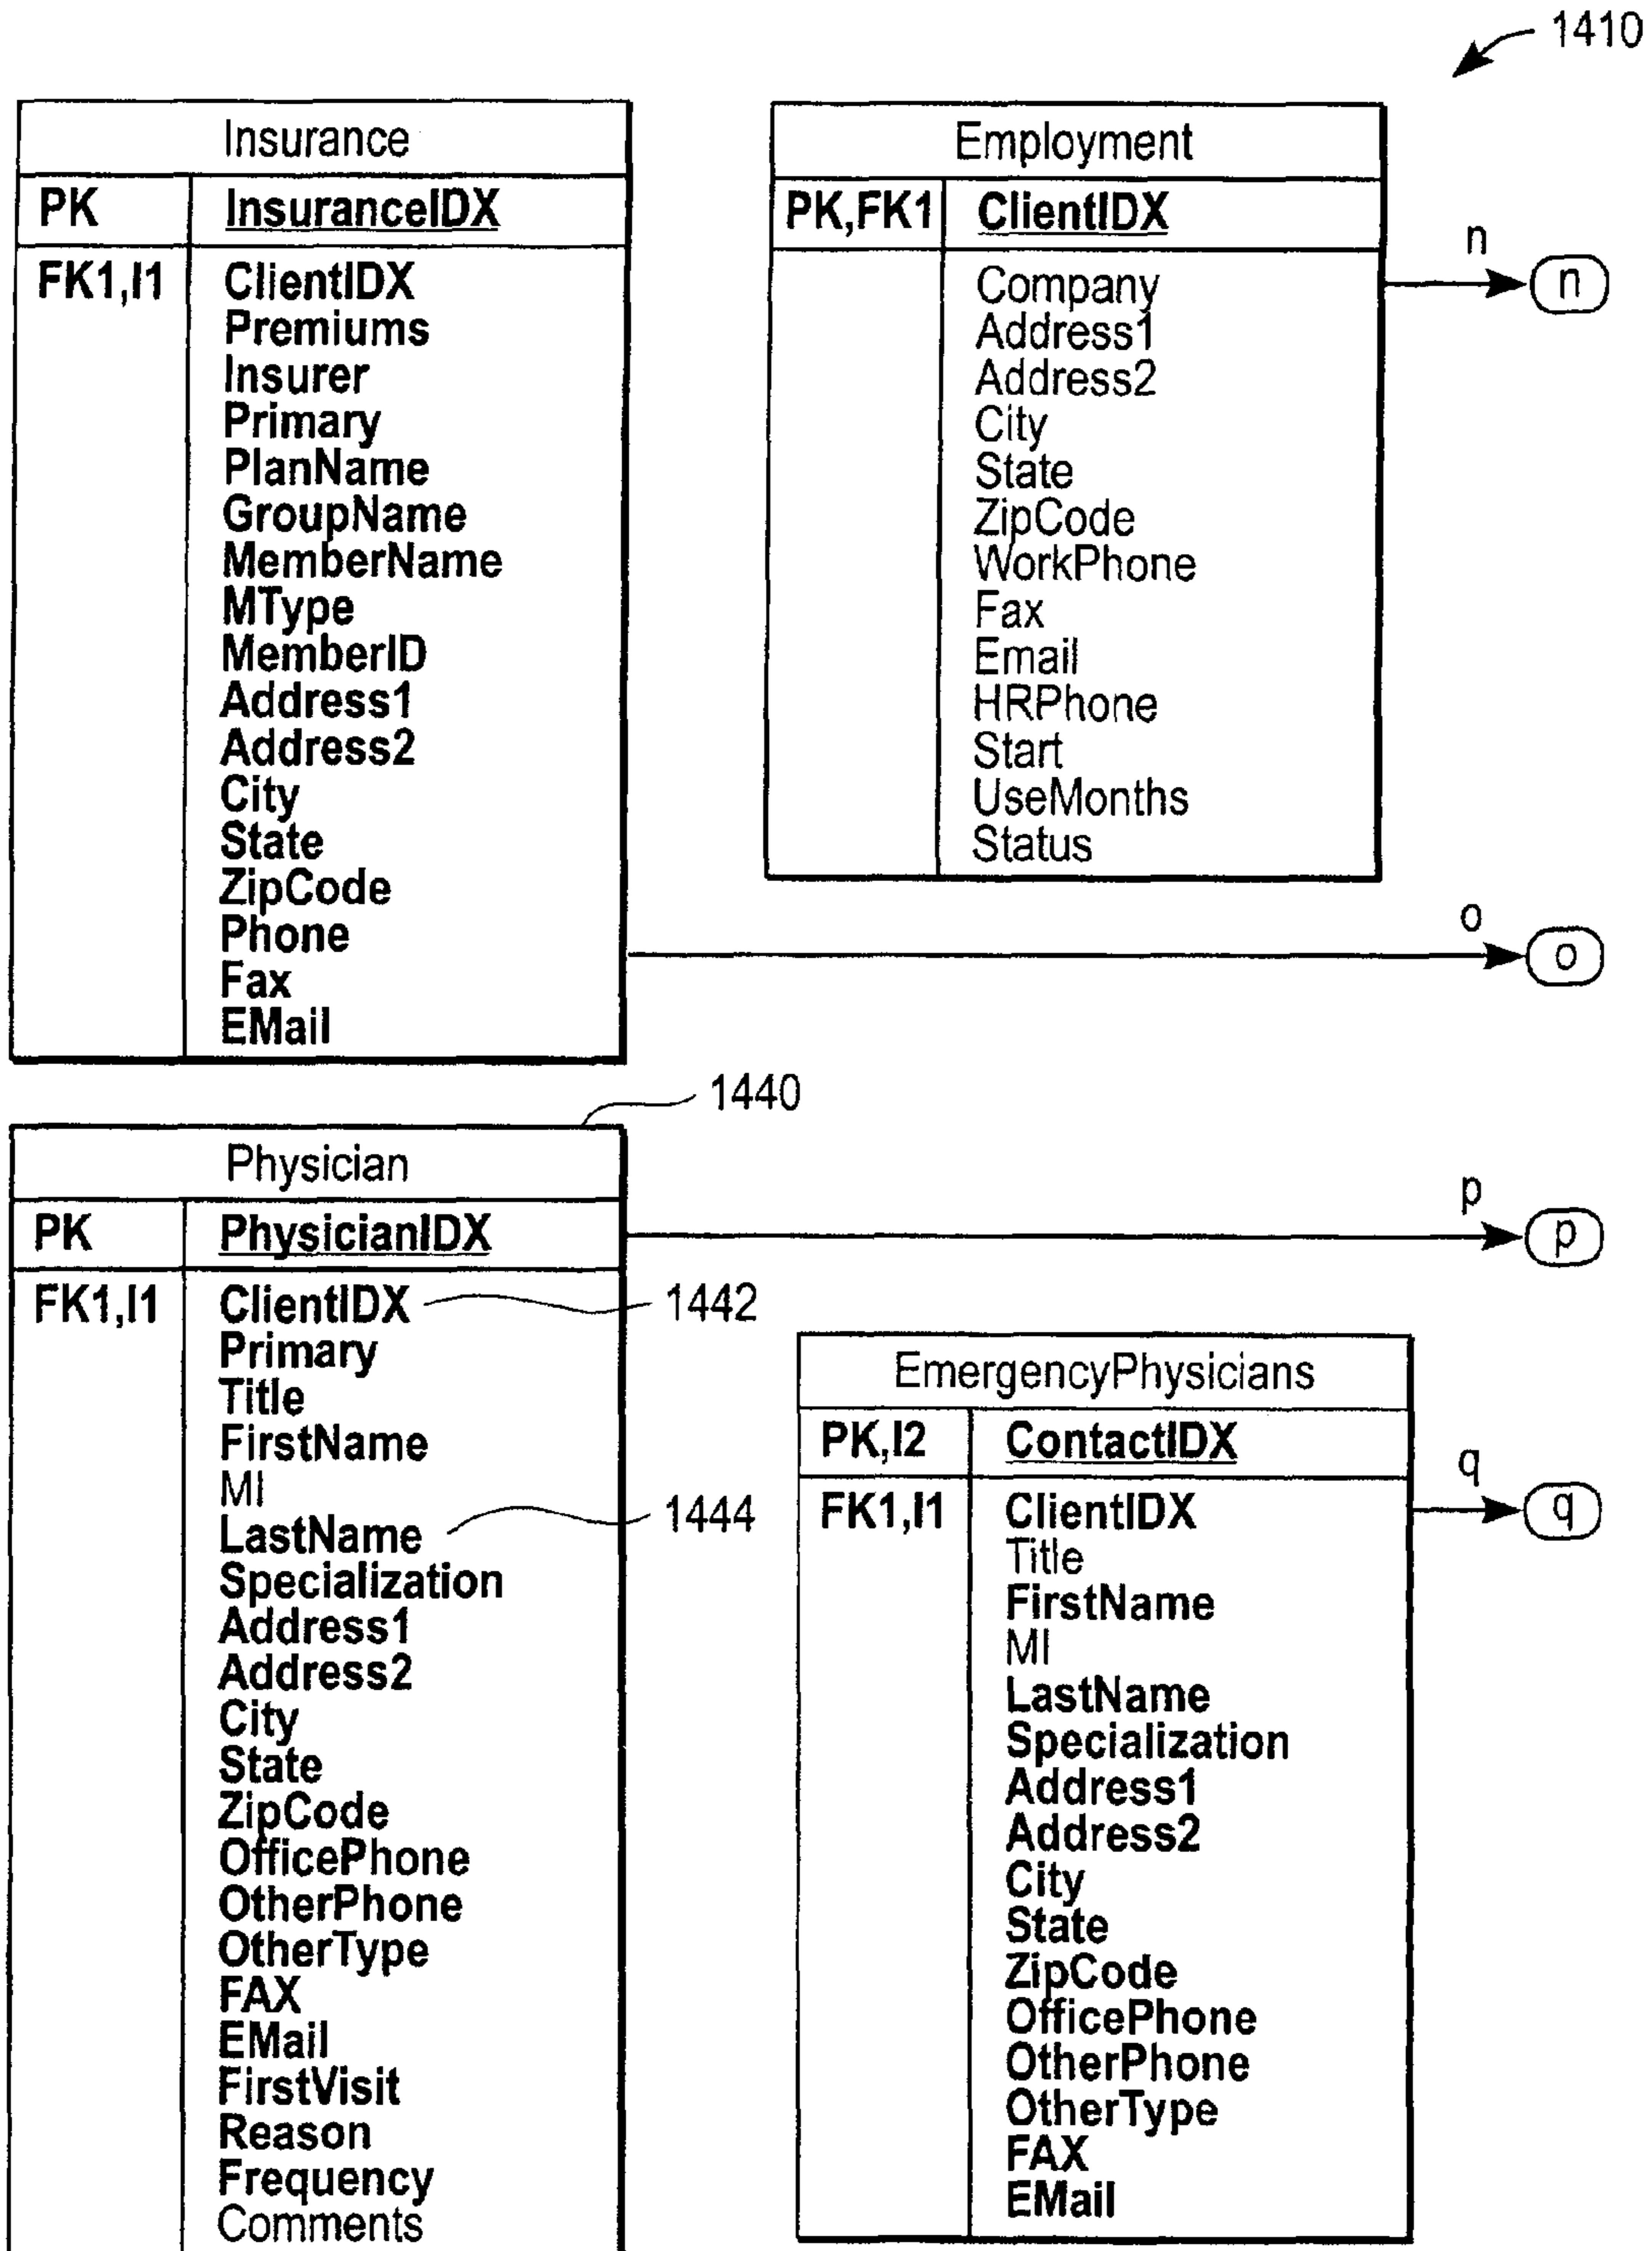 1410
Insurance
PK InsuranceIDX
FK1,I1 ClientIDX
Premiums
Insurer
Primary
PlanName
GroupName
MemberName
MType
MemberID
Address1
Address2
City
State
ZipCode
Phone
Fax
EMail
Employment
PK,FK1 ClientIDX
Company
Address1
Address2
City
State
ZipCode
WorkPhone
Fax
Email
HRPhone
Start
UseMonths
Status
n
n
o
o
1440
Physician
PK PhysicianIDX
FK1,I1 ClientIDX
Primary
Title
FirstName
MI
LastName
Specialization
Address1
Address2
City
State
ZipCode
OfficePhone
OtherPhone
OtherType
FAX
EMail
FirstVisit
Reason
Frequency
Comments
1442
1444
p
p
EmergencyPhysicians
PK,I2 ContactIDX
FK1,I1 ClientIDX
Title
FirstName
MI
LastName
Specialization
Address1
Address2
City
State
ZipCode
OfficePhone
OtherPhone
OtherType
FAX
EMail
q
q